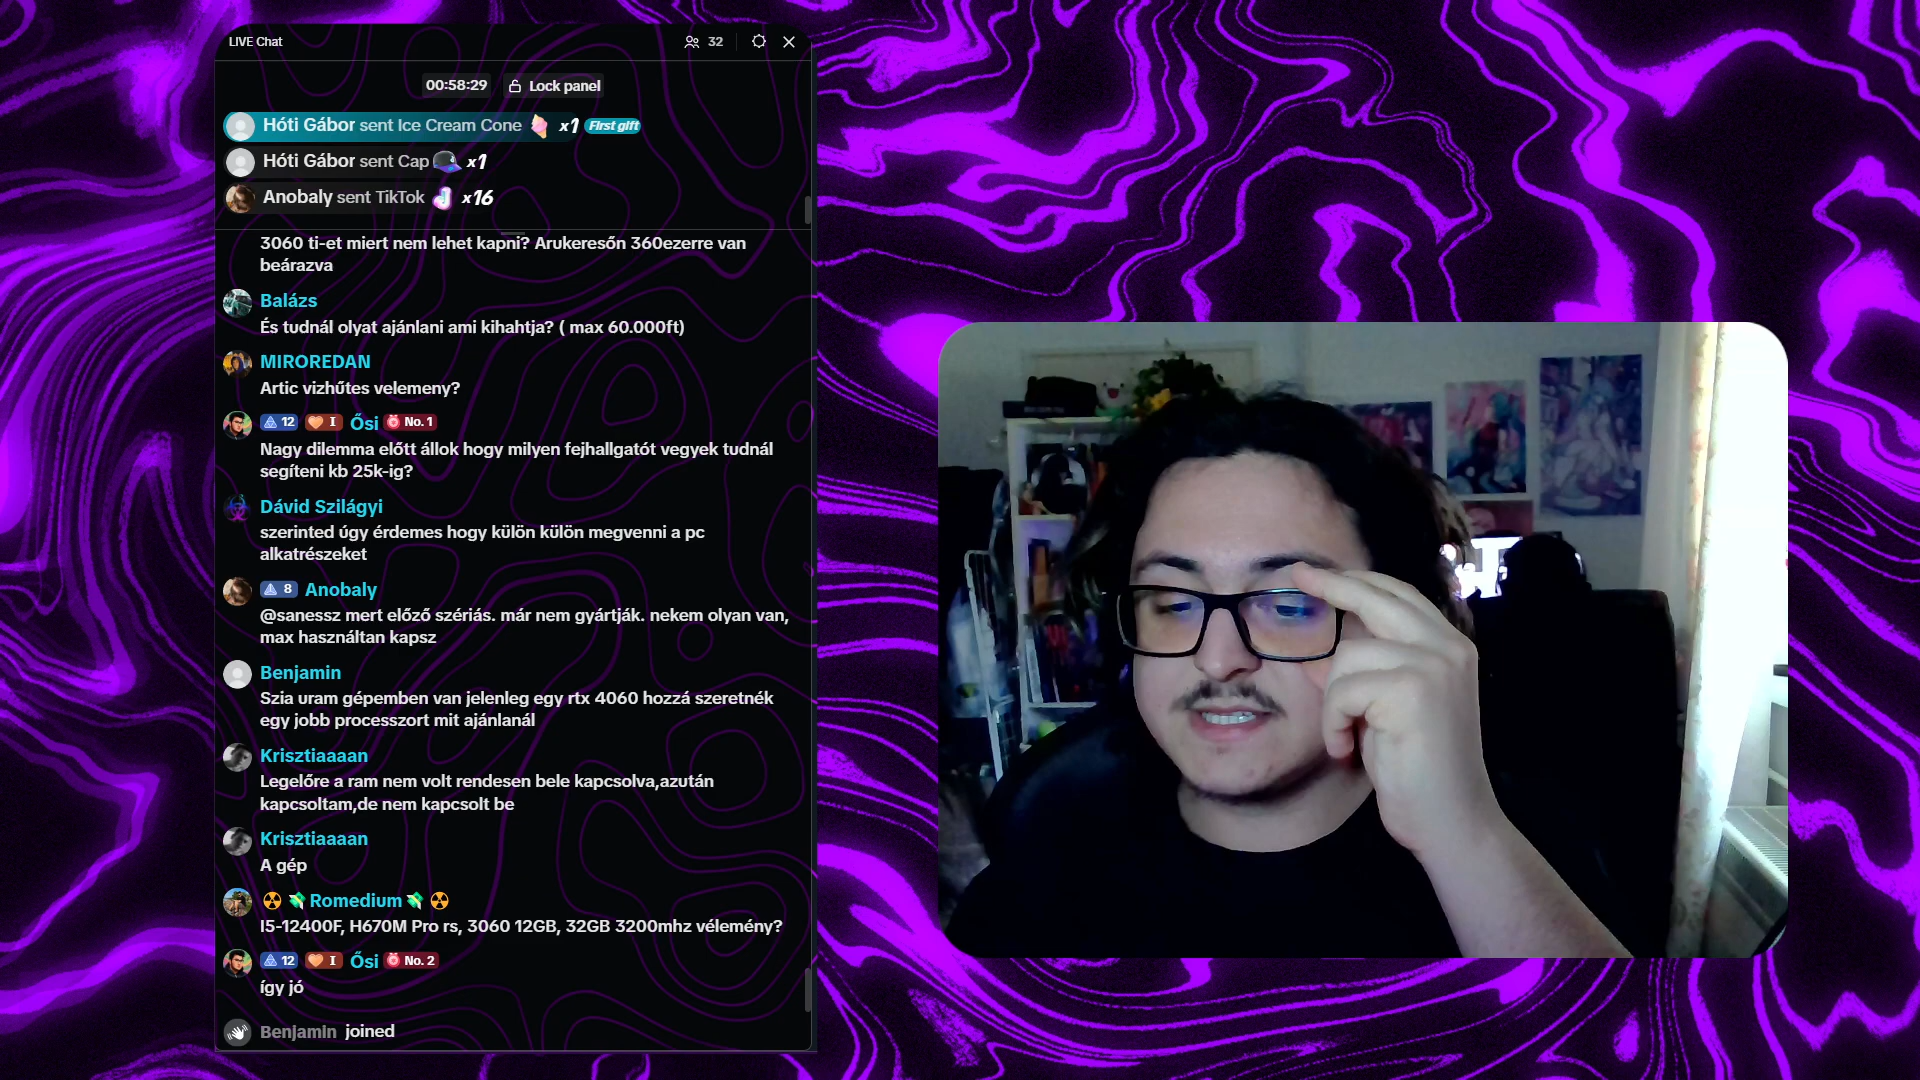 LIVE Chat
32
00:58:29
Lock panel
Hóti Gábor sent Ice Cream Cone x1 First gift
Hóti Gábor sent Cap x1
Anobaly sent TikTok x16
3060 ti-et miert nem lehet kapni? Arukeresőn 360ezerre van
beárazva
Balázs
És tudnál olyat ajánlani ami kihahtja? ( max 60.000ft)
MIROREDAN
Artic vizhűtes velemeny?
12 I Ősi No. 1
Nagy dilemma előtt állok hogy milyen fejhallgatót vegyek tudnál
segíteni kb 25k-ig?
Dávid Szilágyi
szerinted úgy érdemes hogy külön külön megvenni a pc
alkatrészeket
8 Anobaly
@sanessz mert előző szériás. már nem gyártják. nekem olyan van,
max használtan kapsz
Benjamin
Szia uram gépemben van jelenleg egy rtx 4060 hozzá szeretnék
egy jobb processzort mit ajánlanál
Krisztiaaaan
Legelőre a ram nem volt rendesen bele kapcsolva,azután
kapcsoltam,de nem kapcsolt be
Krisztiaaaan
A gép
☢️💸Romedium💸☢️
I5-12400F, H670M Pro rs, 3060 12GB, 32GB 3200mhz vélemény?
12 I Ősi No. 2
így jó
Benjamin joined